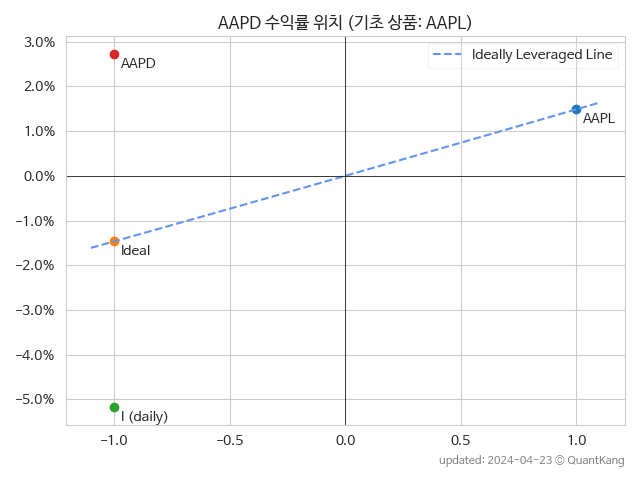 AAPD 수익률 위치 (기초 상품: AAPL)
3.0%
2.0%
1.0%
0.0%
−1.0%
−2.0%
−3.0%
−4.0%
−5.0%
Ideally Leveraged Line
AAPD
AAPL
Ideal
I (daily)
−1.0 −0.5 0.0 0.5 1.0
updated: 2024-04-23 © QuantKang